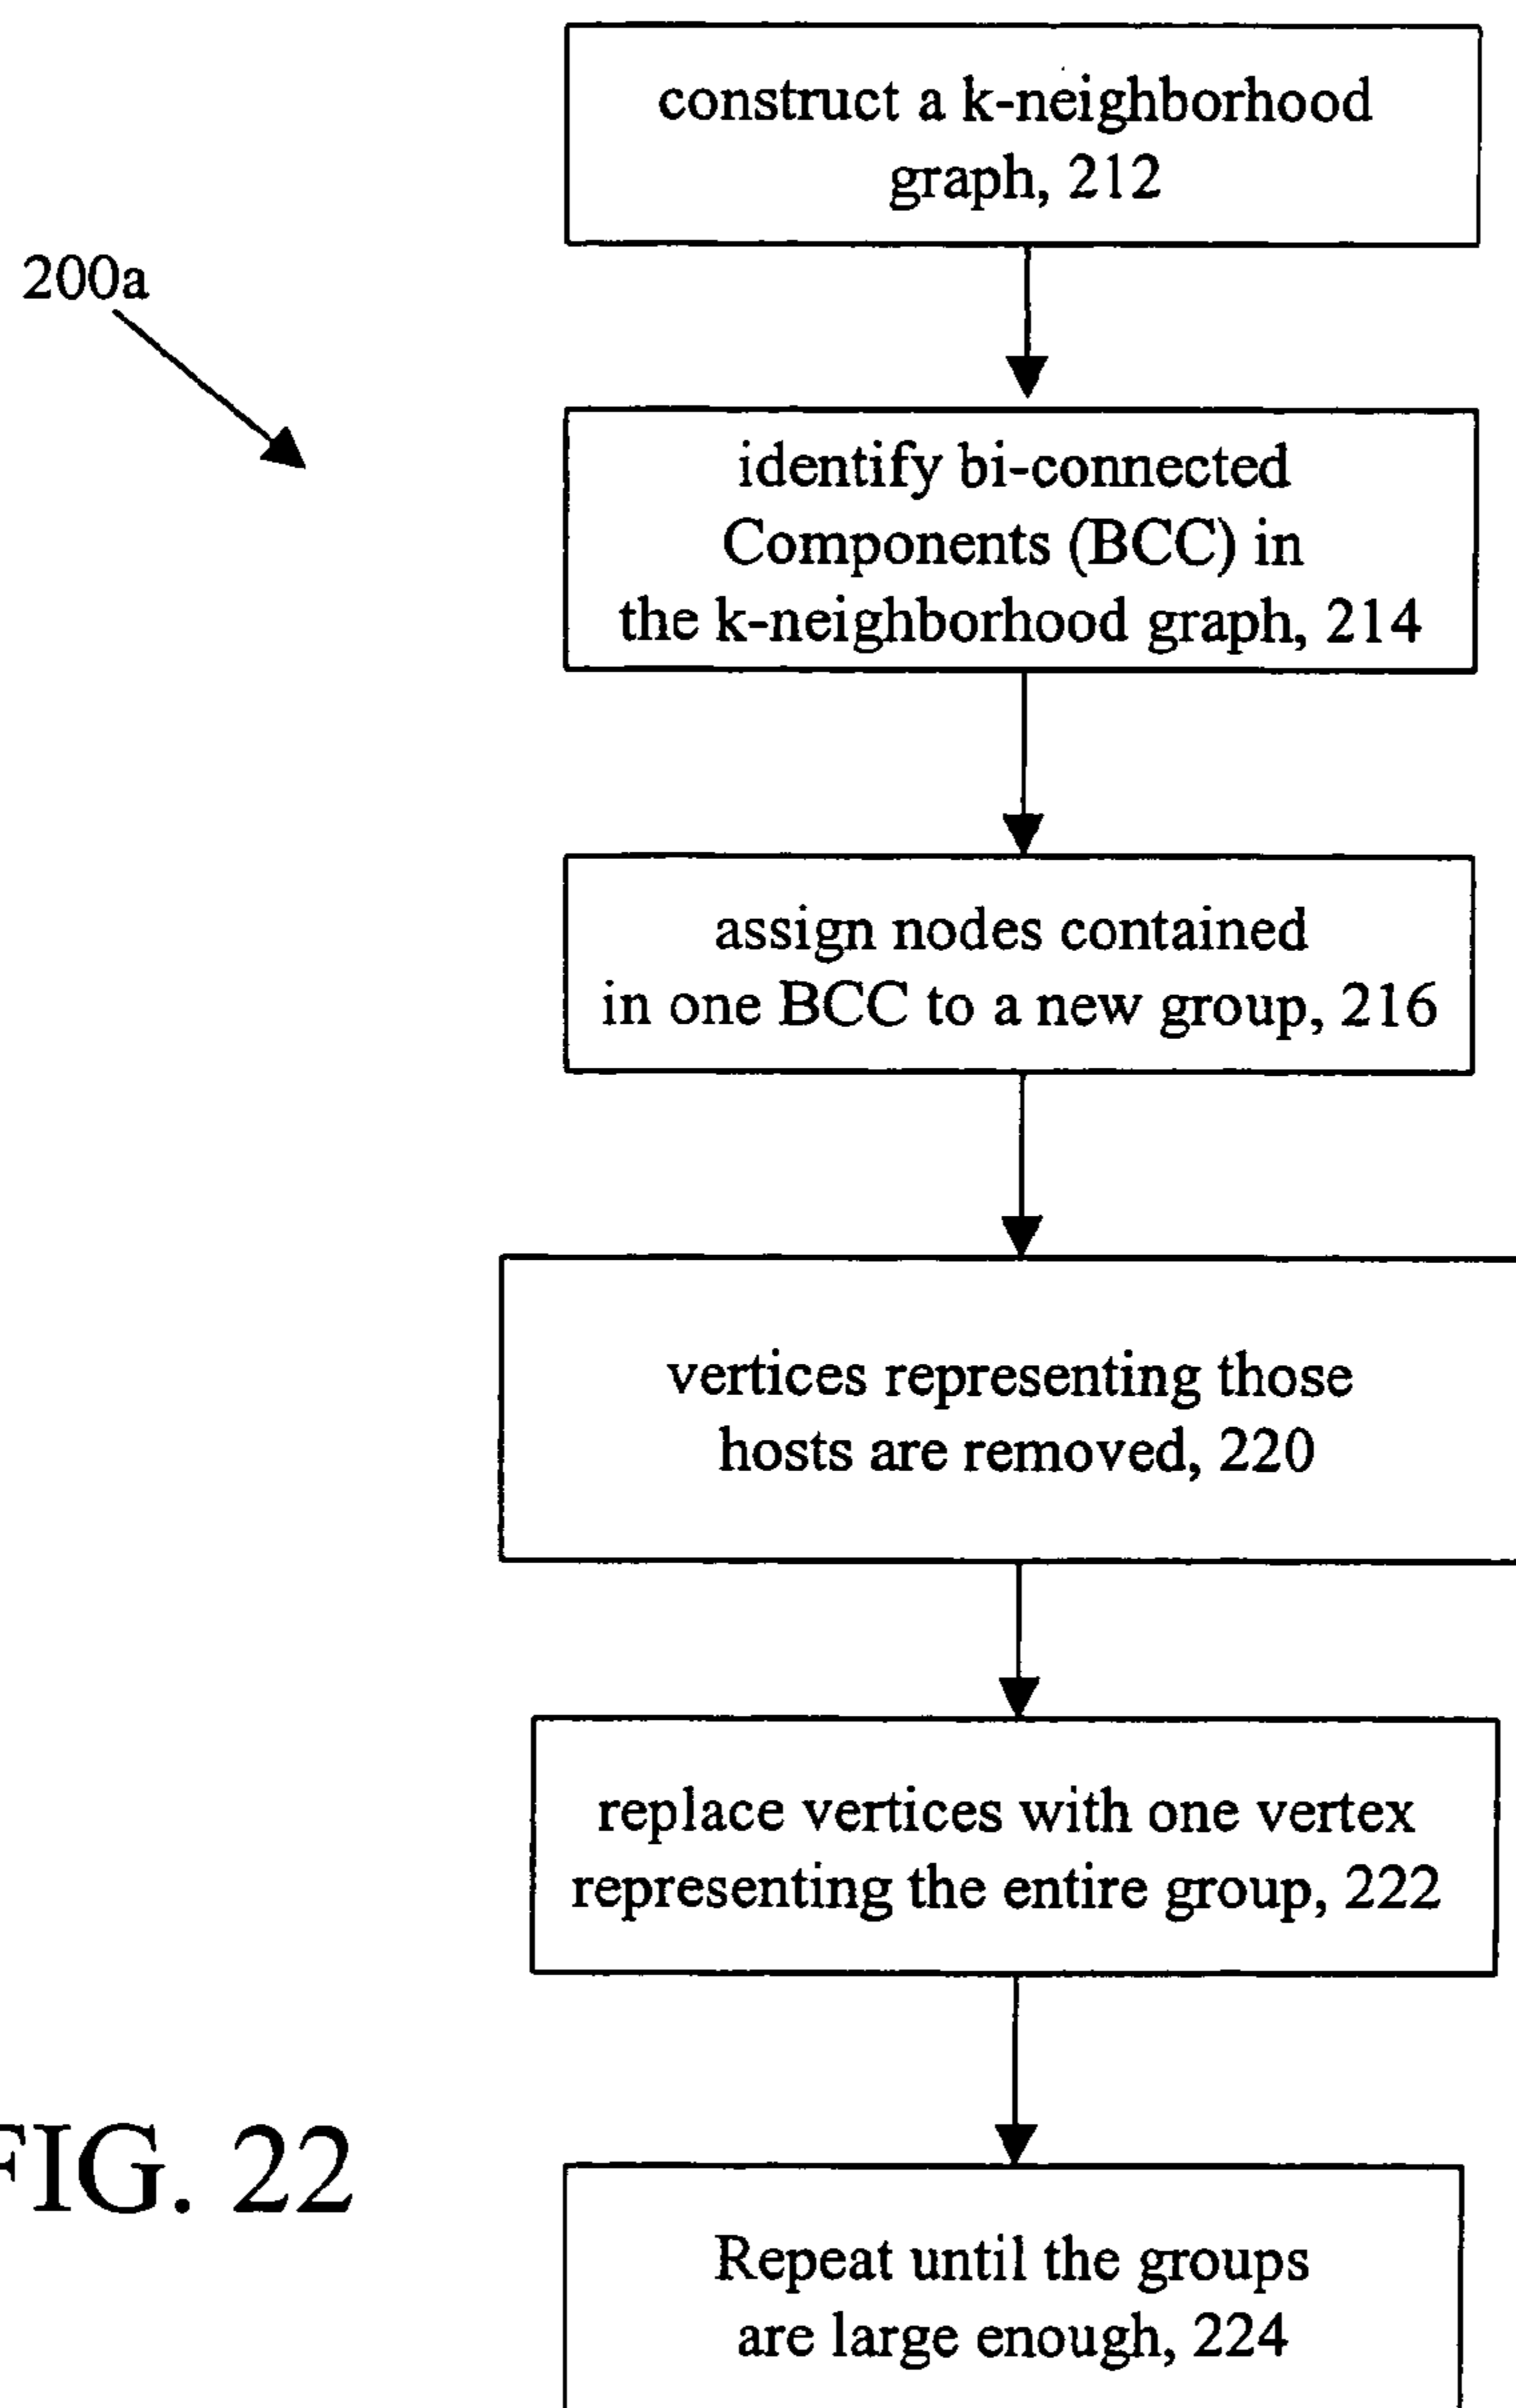 construct a k-neighborhood
graph, 212
200a
identify bi-connected
Components (BCC) in
the k-neighborhood graph, 214
assign nodes contained
in one BCC to a new group, 216
vertices representing those
hosts are removed, 220
replace vertices with one vertex
representing the entire group, 222
FIG. 22
Repeat until the groups
are large enough, 224